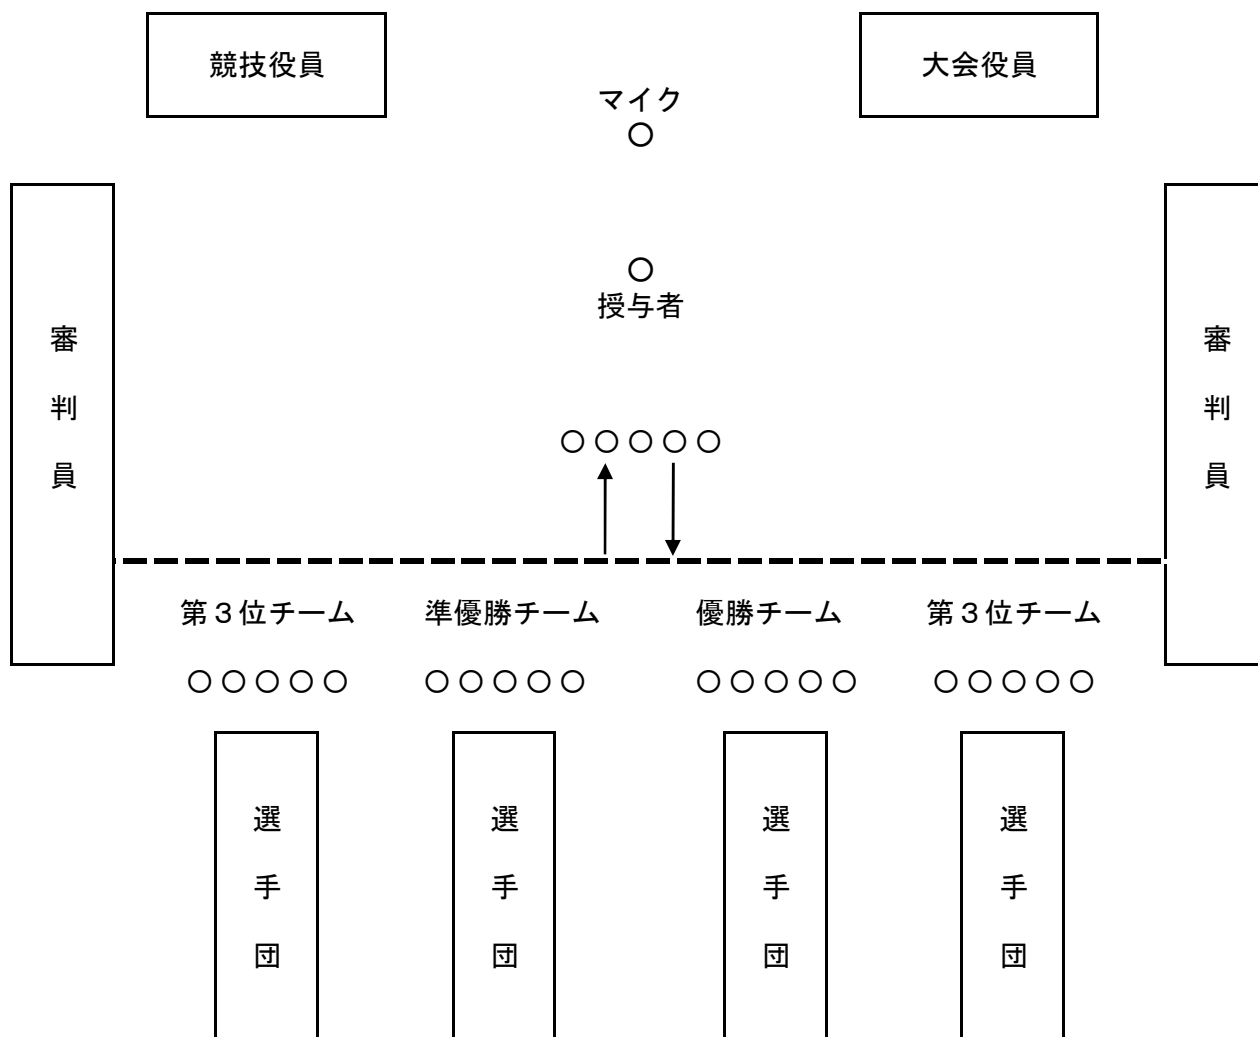 競技役員
大会役員
マイク
○
○
授与者
審判員
審判員
○○○○○
第３位チーム
準優勝チーム
優勝チーム
第３位チーム
○○○○○
○○○○○
○○○○○
○○○○○
選手団
選手団
選手団
選手団